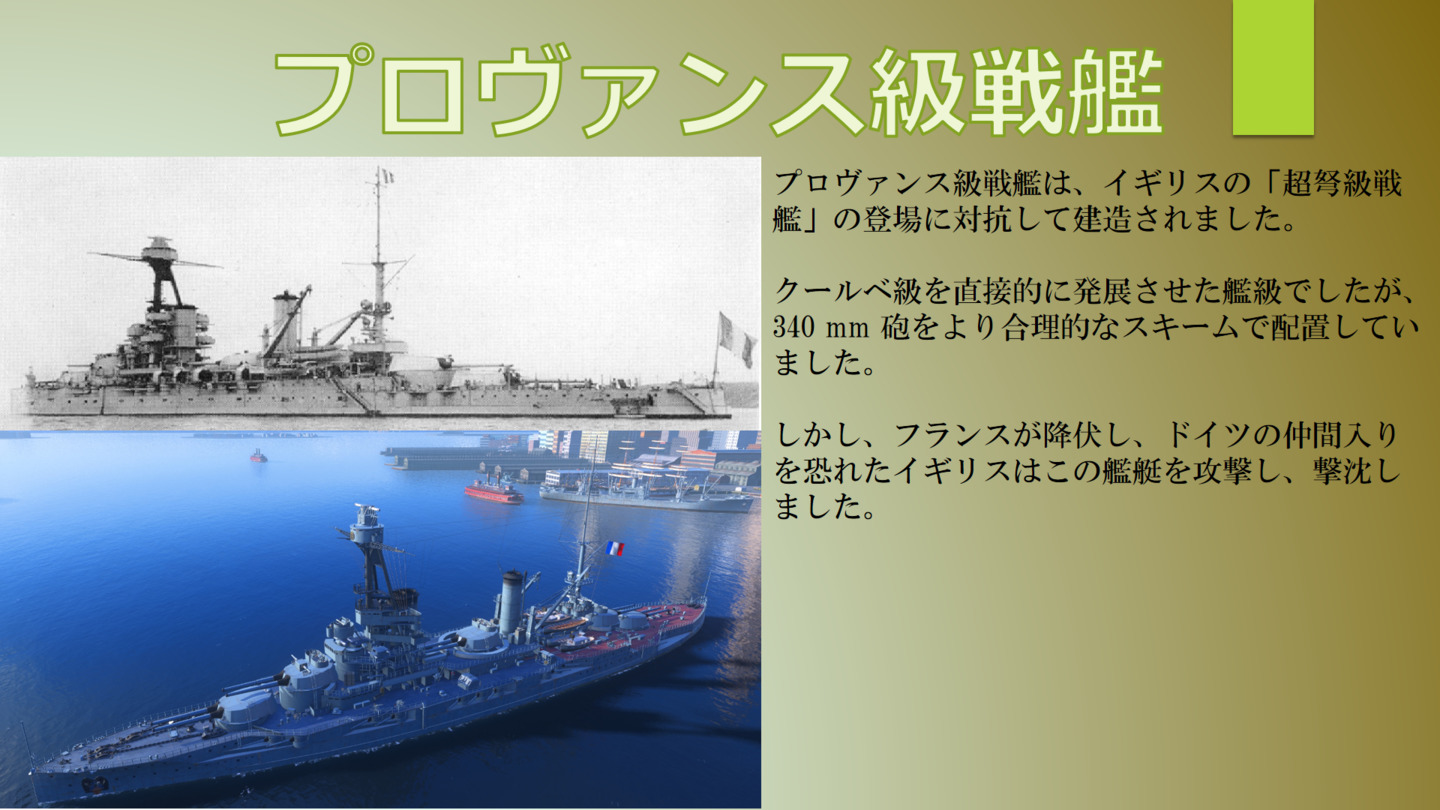 プロヴァンス級戦艦
プロヴァンス級戦艦は、イギリスの「超弩級戦
艦」の登場に対抗して建造されました。
クールベ級を直接的に発展させた艦級でしたが、
340 mm 砲をより合理的なスキームで配置してい
ました。
しかし、フランスが降伏し、ドイツの仲間入り
を恐れたイギリスはこの艦艇を攻撃し、撃沈し
ました。